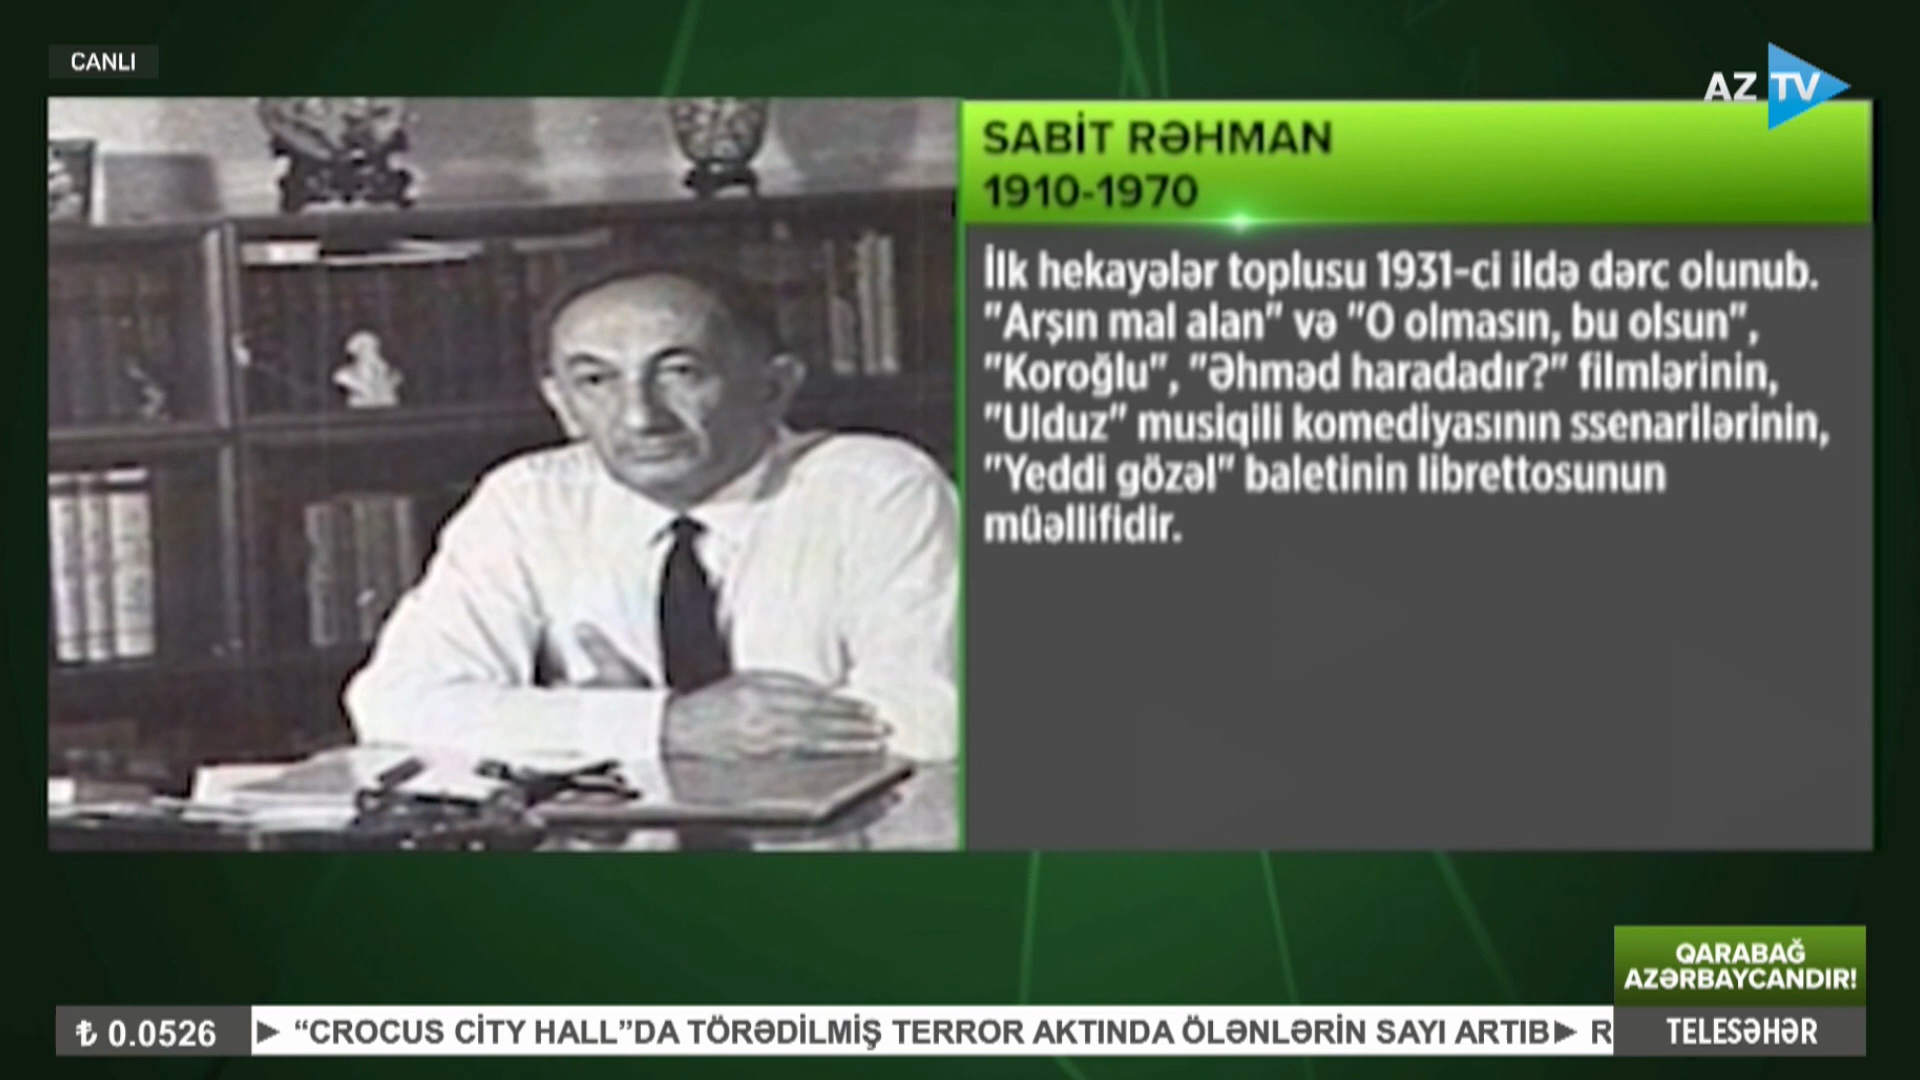 CANLI
AZ TV
SABİT RƏHMAN
1910-1970
İlk hekayələr toplusu 1931-ci ildə dərc olunub.
"Arşın mal alan" və "O olmasın, bu olsun",
"Koroğlu", "Əhməd haradadır?" filmlərinin,
"Ulduz" musiqili komediyasının ssenarilərinin,
"Yeddi gözəl" baletinin librettosunun
müəllifidir.
QARABAĞ
AZƏRBAYCANDIR!
₺ 0.0526
“CROCUS CİTY HALL”DA TÖRƏDİLMİŞ TERROR AKTINDA ÖLƏNLƏRİN SAYI ARTIB R
TELESƏHƏR